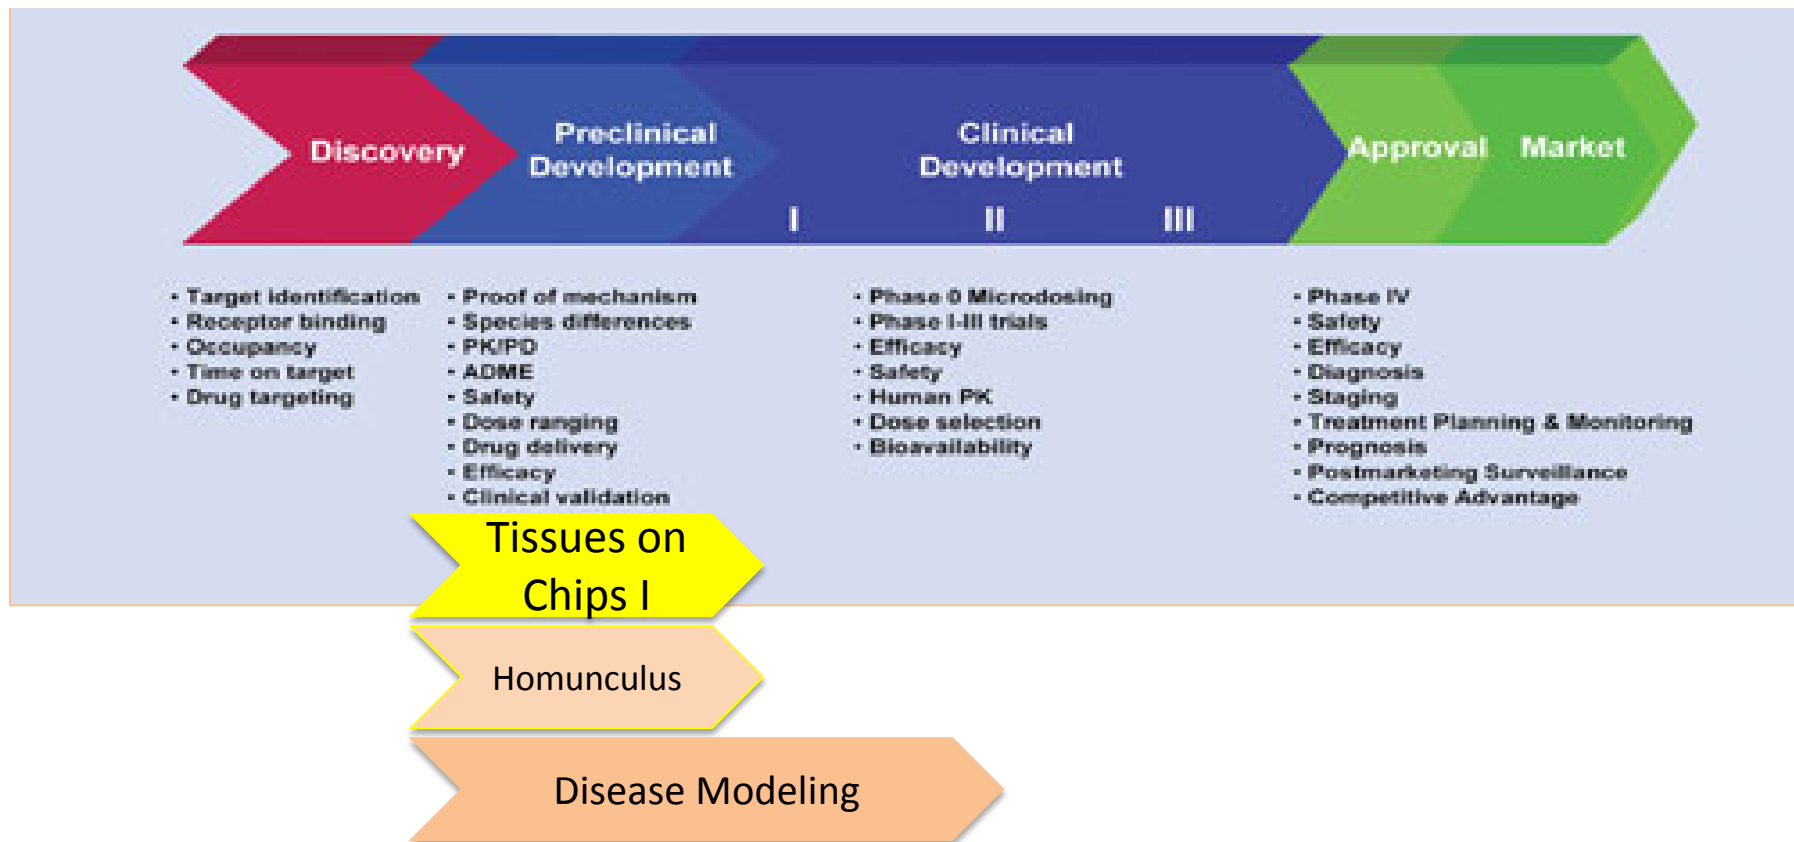 Discovery
Preclinical
Development
Clinical
Development
I II III
Approval
Market
• Target identification
• Receptor binding
• Occupancy
• Time on target
• Drug targeting
• Proof of mechanism
• Species differences
• PK/PD
• ADME
• Safety
• Dose ranging
• Drug delivery
• Efficacy
• Clinical validation
• Phase 0 Microdosing
• Phase I-III trials
• Efficacy
• Safety
• Human PK
• Dose selection
• Bioavailability
• Phase IV
• Safety
• Efficacy
• Diagnosis
• Staging
• Treatment Planning & Monitoring
• Prognosis
• Postmarketing Surveillance
• Competitive Advantage
Tissues on
Chips I
Homunculus
Disease Modeling